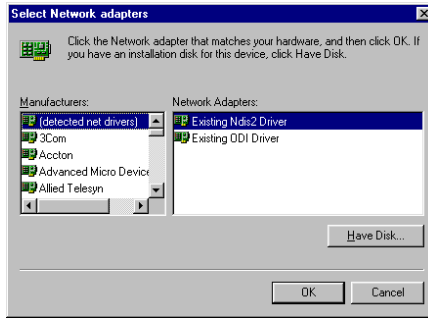 Select Network adapters
Click the Network adapter that matches your hardware, and then click OK. If
you have an installation disk for this device, click Have Disk.
Manufacturers:
(detected net drivers)
3Com
Accton
Advanced Micro Device
Allied Telesyn
Network Adapters:
Existing Ndis2 Driver
Existing ODI Driver
Have Disk...
OK
Cancel